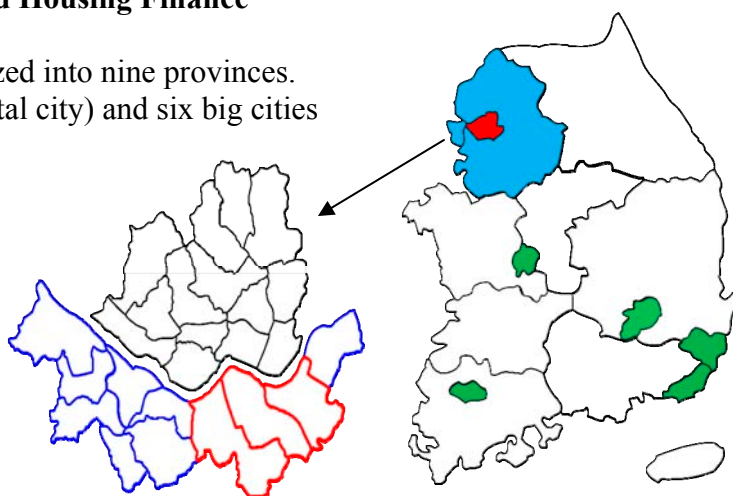 Housing Finance
zed into nine provinces.
tal city) and six big cities